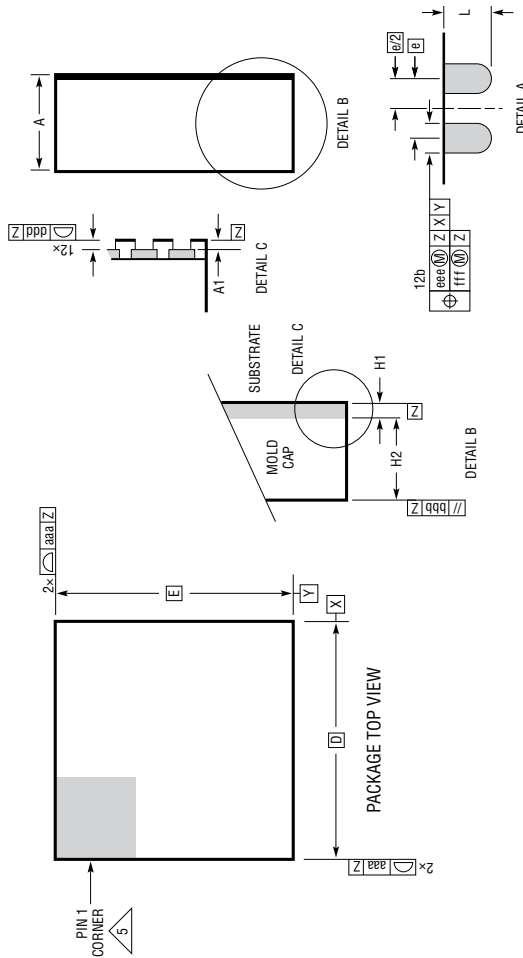 2× ⌓ aaa Z
PIN 1
CORNER
5
E
Y
X
D
2× ⌓ aaa Z
PACKAGE TOP VIEW
A
DETAIL B
12× ⌓ ddd Z
A1
Z
DETAIL C
SUBSTRATE
DETAIL C
MOLD
CAP
H1
H2
Z
// bbb Z
DETAIL B
e/2
e
L
12b
⌖ eee Ⓜ Z X Y
fff Ⓜ Z
DETAIL A